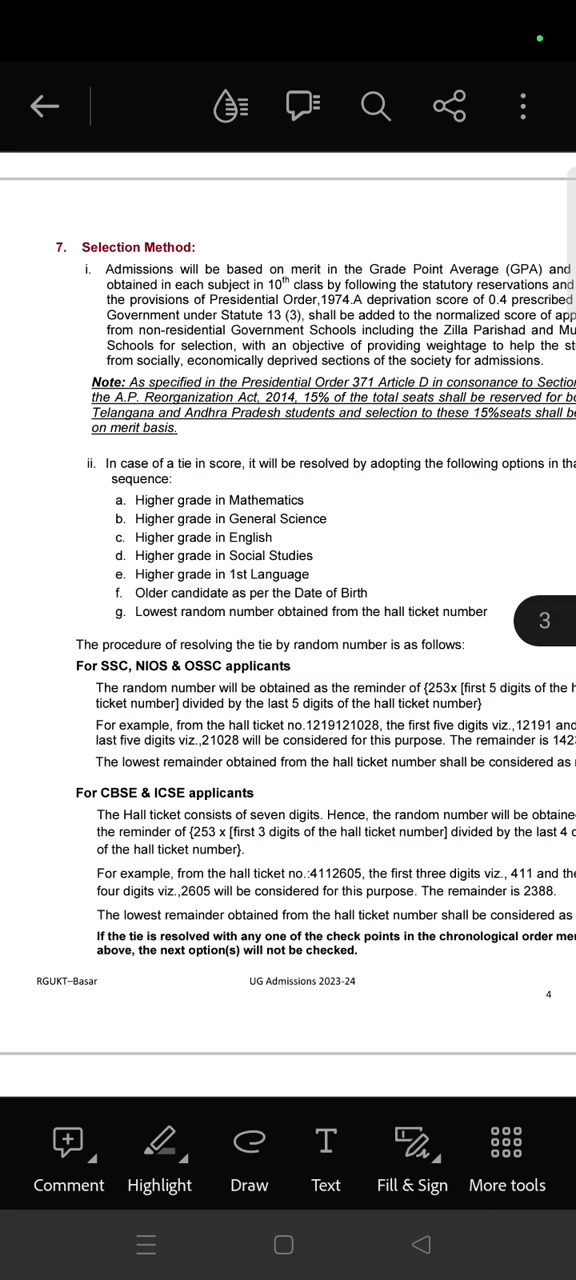 7. Selection Method:
i. Admissions will be based on merit in the Grade Point Average (GPA) and
obtained in each subject in 10th class by following the statutory reservations and
the provisions of Presidential Order,1974.A deprivation score of 0.4 prescribed
Government under Statute 13 (3), shall be added to the normalized score of app
from non-residential Government Schools including the Zilla Parishad and Mu
Schools for selection, with an objective of providing weightage to help the st
from socially, economically deprived sections of the society for admissions.
Note: As specified in the Presidential Order 371 Article D in consonance to Section
the A.P. Reorganization Act, 2014, 15% of the total seats shall be reserved for bo
Telangana and Andhra Pradesh students and selection to these 15%seats shall be
on merit basis.
ii. In case of a tie in score, it will be resolved by adopting the following options in tha
sequence:
a. Higher grade in Mathematics
b. Higher grade in General Science
c. Higher grade in English
d. Higher grade in Social Studies
e. Higher grade in 1st Language
f. Older candidate as per the Date of Birth
g. Lowest random number obtained from the hall ticket number
3
The procedure of resolving the tie by random number is as follows:
For SSC, NIOS & OSSC applicants
The random number will be obtained as the reminder of {253x [first 5 digits of the h
ticket number] divided by the last 5 digits of the hall ticket number}
For example, from the hall ticket no.1219121028, the first five digits viz.,12191 and
last five digits viz.,21028 will be considered for this purpose. The remainder is 142
The lowest remainder obtained from the hall ticket number shall be considered as
For CBSE & ICSE applicants
The Hall ticket consists of seven digits. Hence, the random number will be obtaine
the reminder of {253 x [first 3 digits of the hall ticket number] divided by the last 4 d
of the hall ticket number}.
For example, from the hall ticket no.:4112605, the first three digits viz., 411 and the
four digits viz.,2605 will be considered for this purpose. The remainder is 2388.
The lowest remainder obtained from the hall ticket number shall be considered as
If the tie is resolved with any one of the check points in the chronological order me
above, the next option(s) will not be checked.
RGUKT–Basar UG Admissions 2023-24
4
Comment Highlight Draw Text Fill & Sign More tools